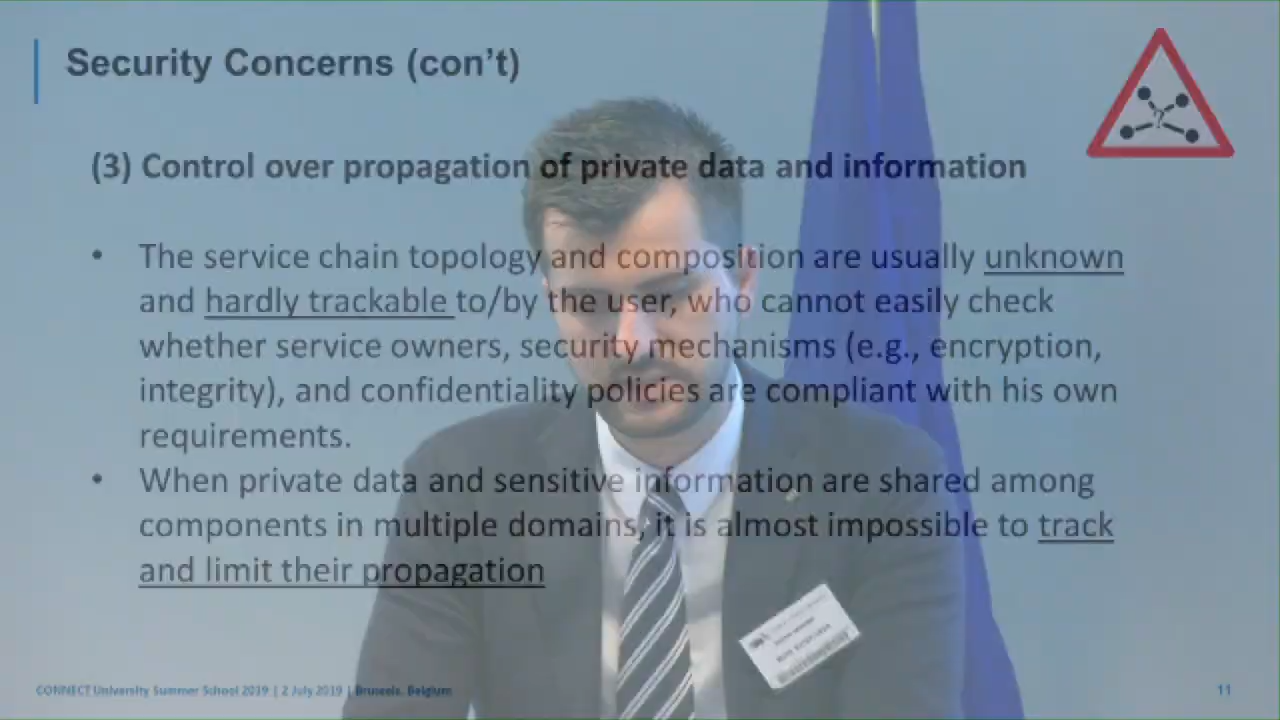 Security Concerns (con’t)
(3) Control over propagation of private data and information
• The service chain topology and composition are usually unknown
and hardly trackable to/by the user, who cannot easily check
whether service owners, security mechanisms (e.g., encryption,
integrity), and confidentiality policies are compliant with his own
requirements.
• When private data and sensitive information are shared among
components in multiple domains, it is almost impossible to track
and limit their propagation
CONNECT University Summer School 2019 | 2 July 2019 | Brussels, Belgium
11
?